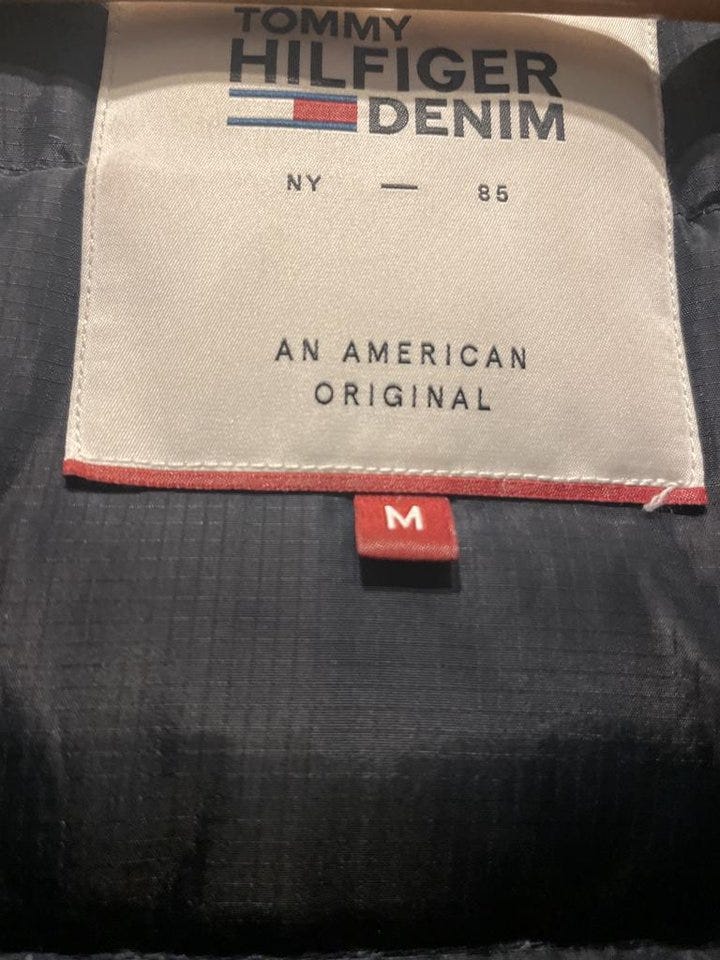 TOMMY
HILFIGER
DENIM
NY — 85
AN AMERICAN
ORIGINAL
M